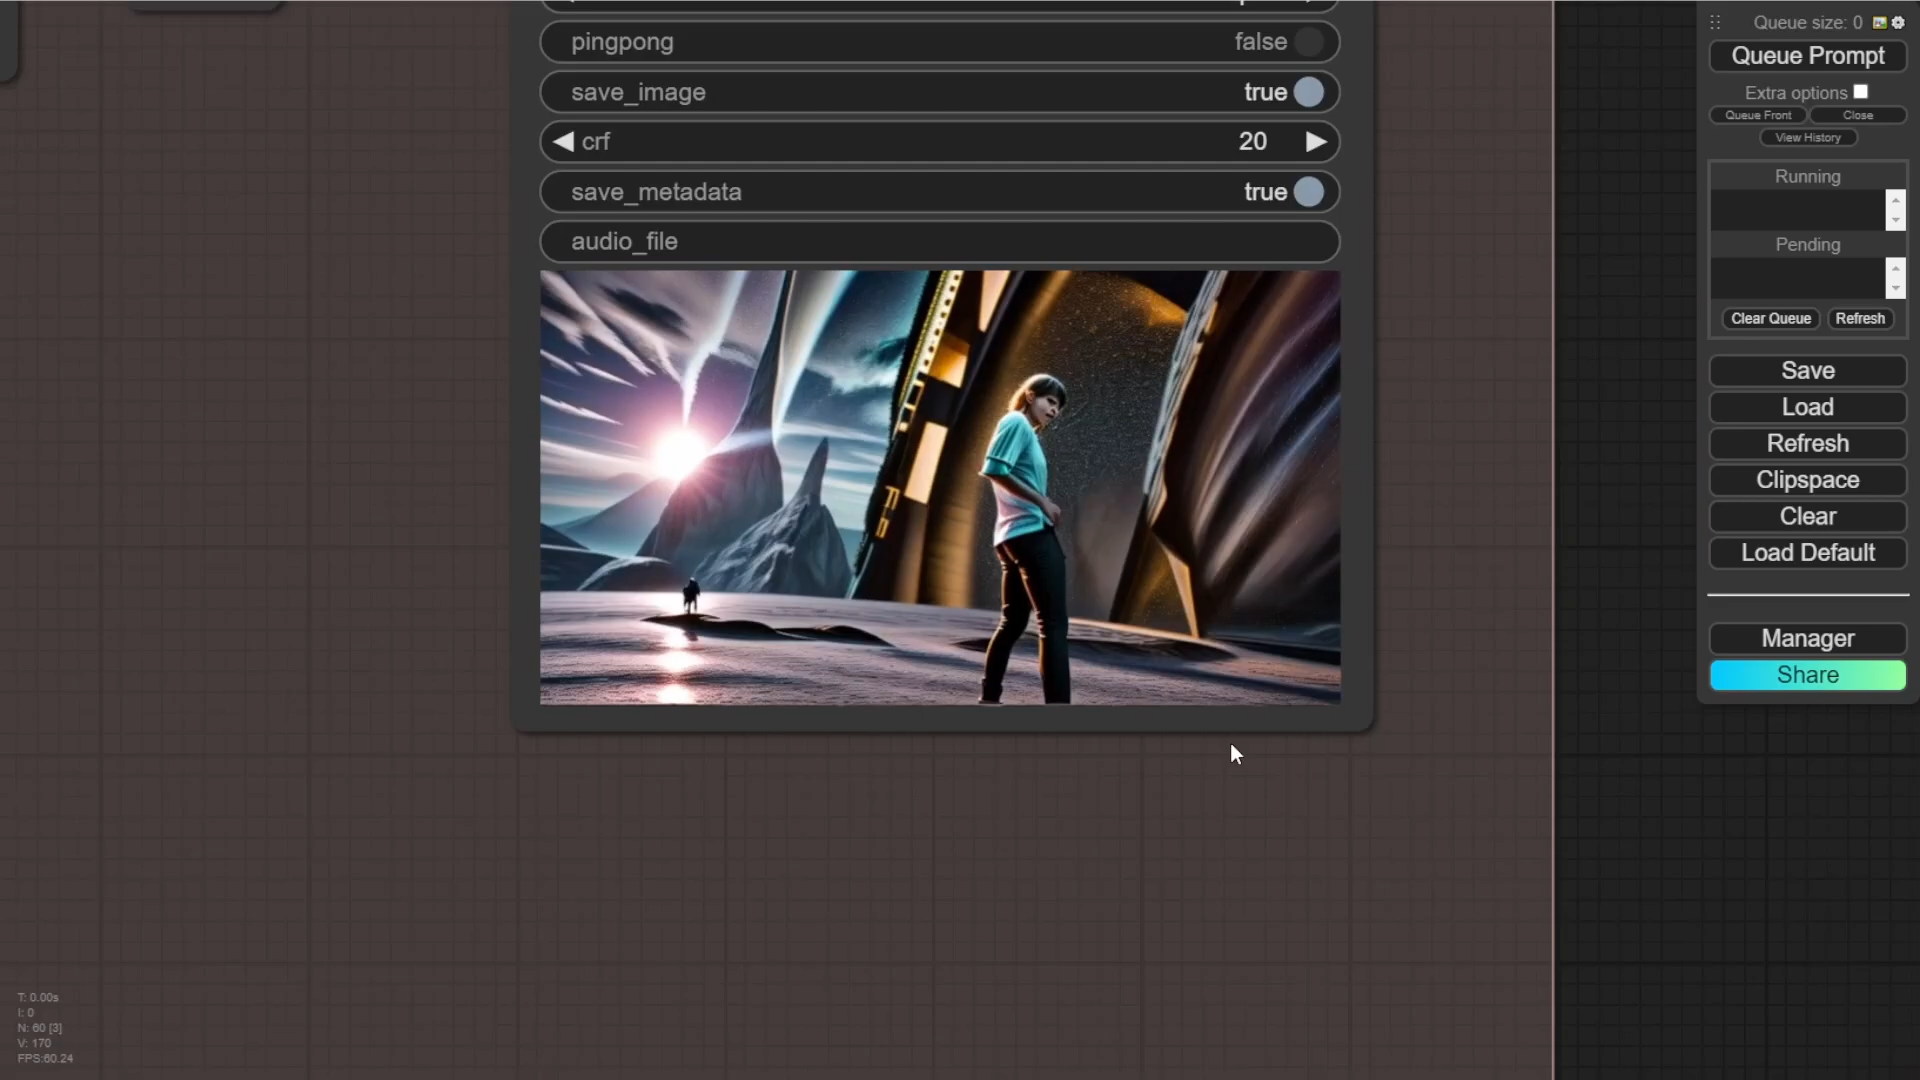 pingpong false
save_image true
crf 20
save_metadata true
audio_file
Queue size: 0
Queue Prompt
Extra options
Queue Front Close
View History
Running
Pending
Clear Queue Refresh
Save
Load
Refresh
Clipspace
Clear
Load Default
Manager
Share
T: 0.00s
I: 0
N: 60 [3]
V: 170
FPS:60.24